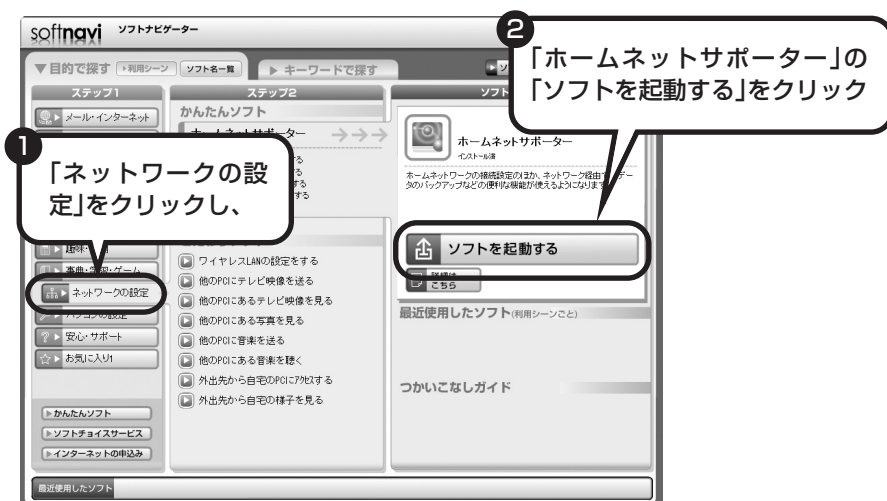 softnavi ソフトナビゲーター
▼目的で探す 利用シーン ソフト名一覧 キーワードで探す
ステップ1 ステップ2
メール・インターネット
かんたんソフト
ホームネットサポーター
インストール済
ホームネットワークの接続設定のほか、ネットワーク経由で
タのバックアップなどの便利な機能が使えるようになります
❶
「ネットワークの設
定」をクリックし、
❷
「ホームネットサポーター」の
「ソフトを起動する」をクリック
ソフトを起動する
詳細は
こちら
ネットワークの設定
安心・サポート
お気に入り1
ワイヤレスLANの設定をする
他のPCにテレビ映像を送る
他のPCにあるテレビ映像を見る
他のPCにある写真を見る
他のPCに音楽を送る
他のPCにある音楽を聴く
外出先から自宅のPCにアクセスする
外出先から自宅の様子を見る
最近使用したソフト(利用シーンごと)
つかいこなしガイド
かんたんソフト
ソフトチョイスサービス
インターネットの申込み
最近使用したソフト